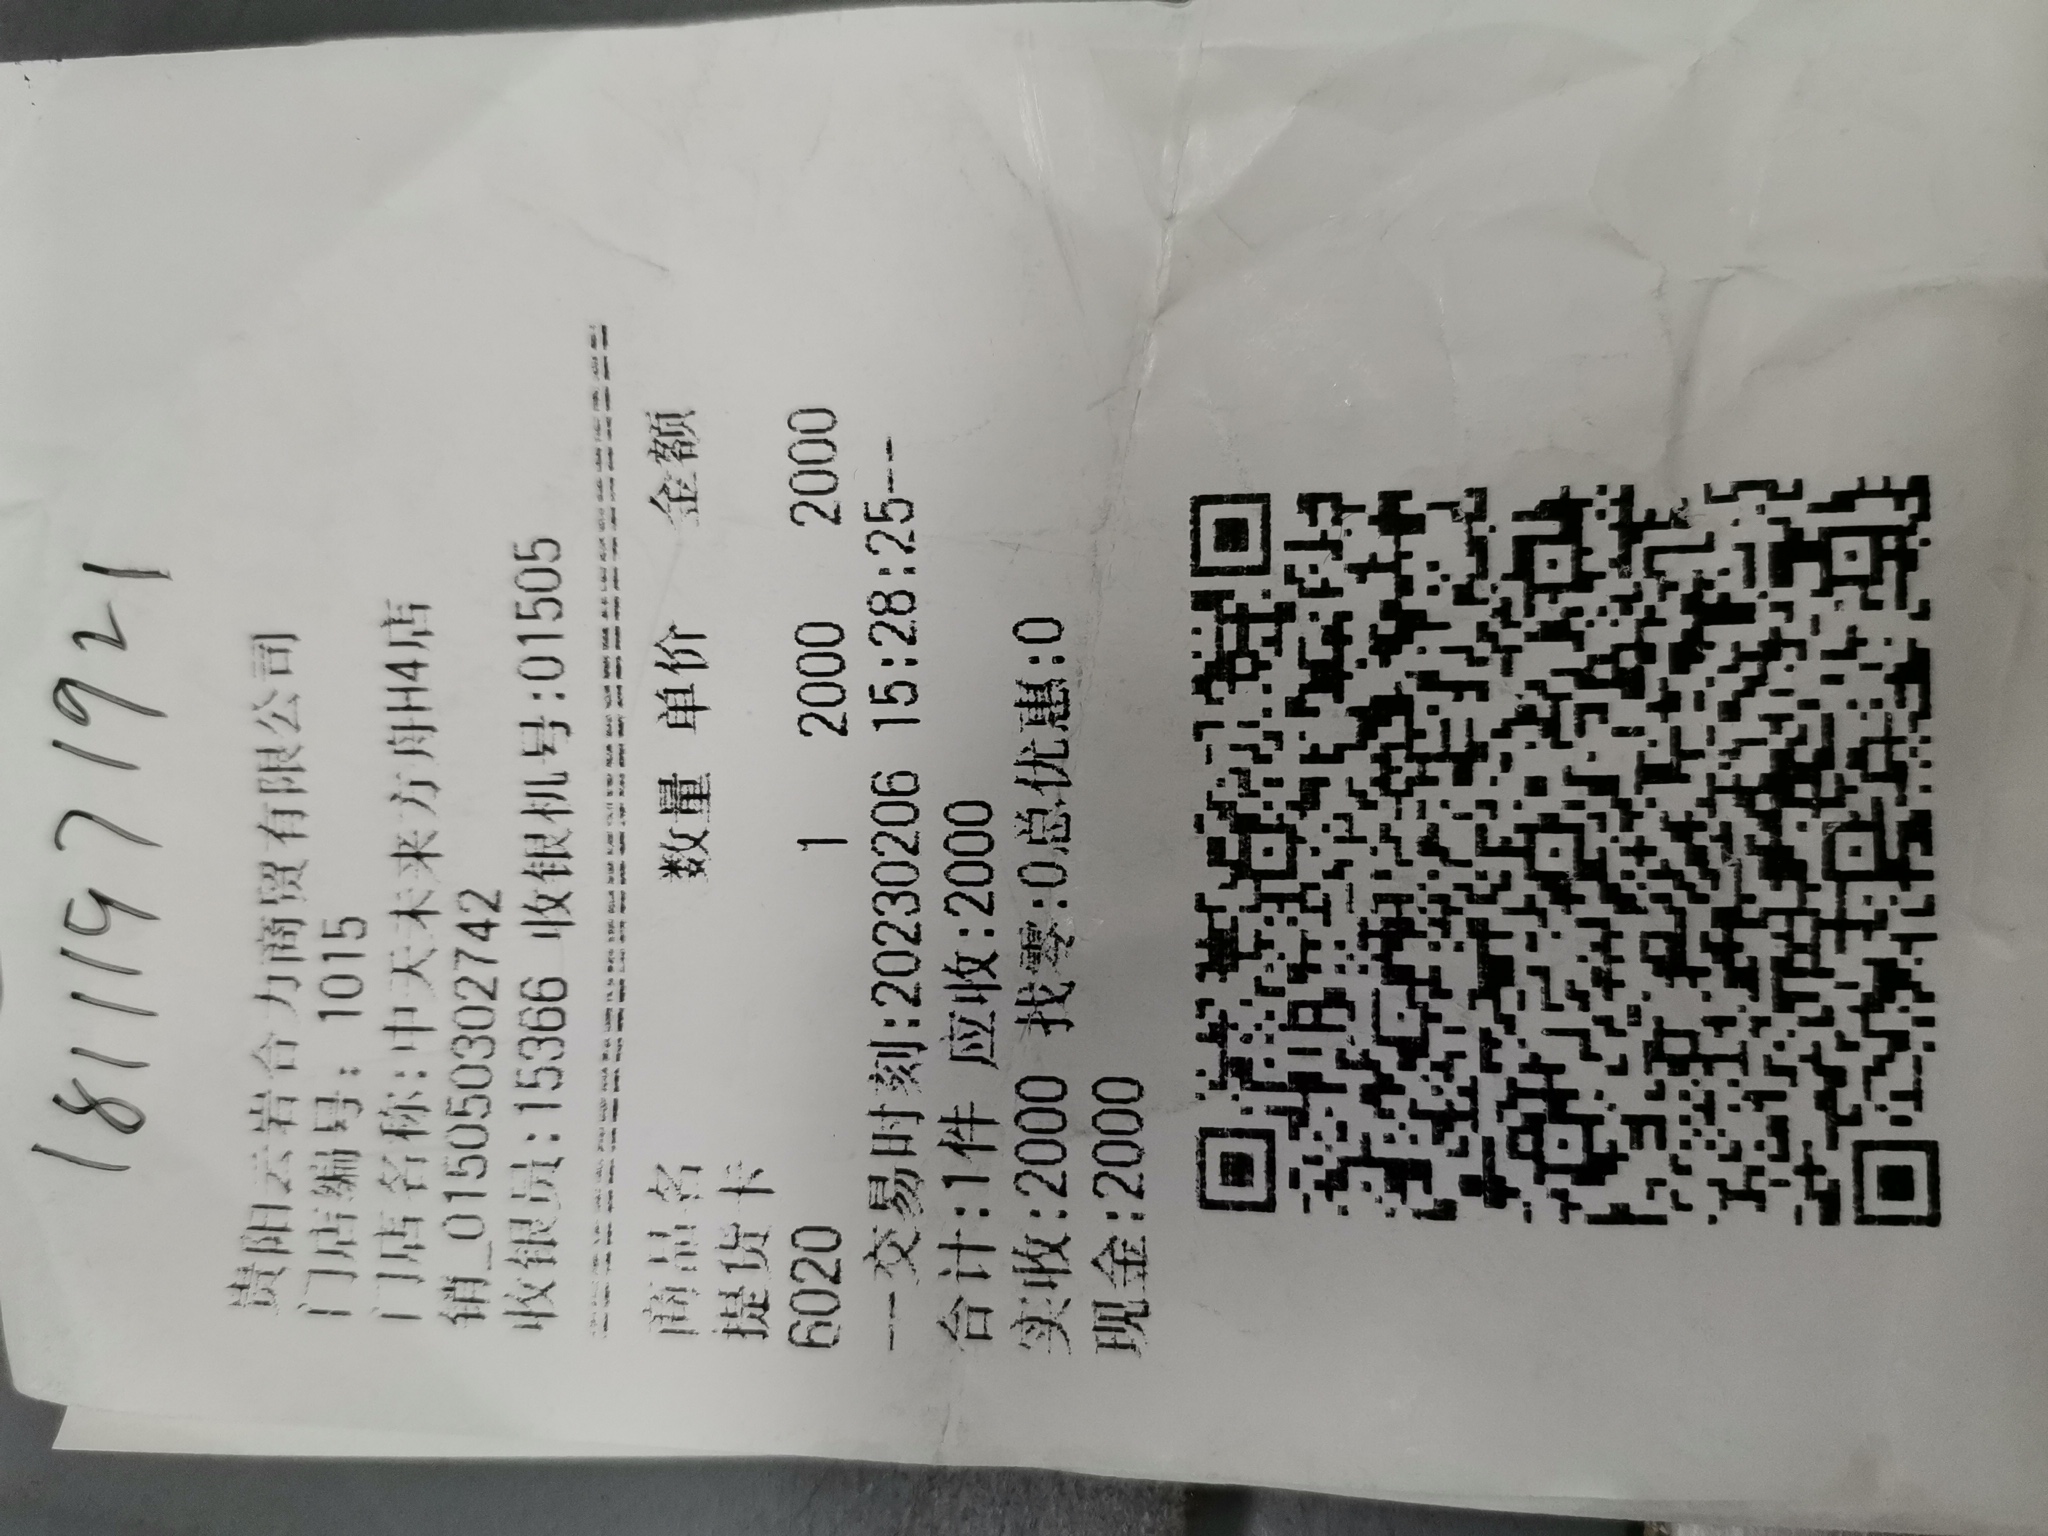 18111971921
贵阳云岩合力商贸有限公司
门店编号: 1015
门店名称:中天未来方舟H4店
销_0150503027​42
收银员:15366 收银机号:01505
商品名 数量 单价 金额
提货卡
6020 1 2000 2000
—交易时刻:20230206 15:28:25——
合计:1件 应收:2000
实收:2000 找零:0总优惠:0
现金:2000